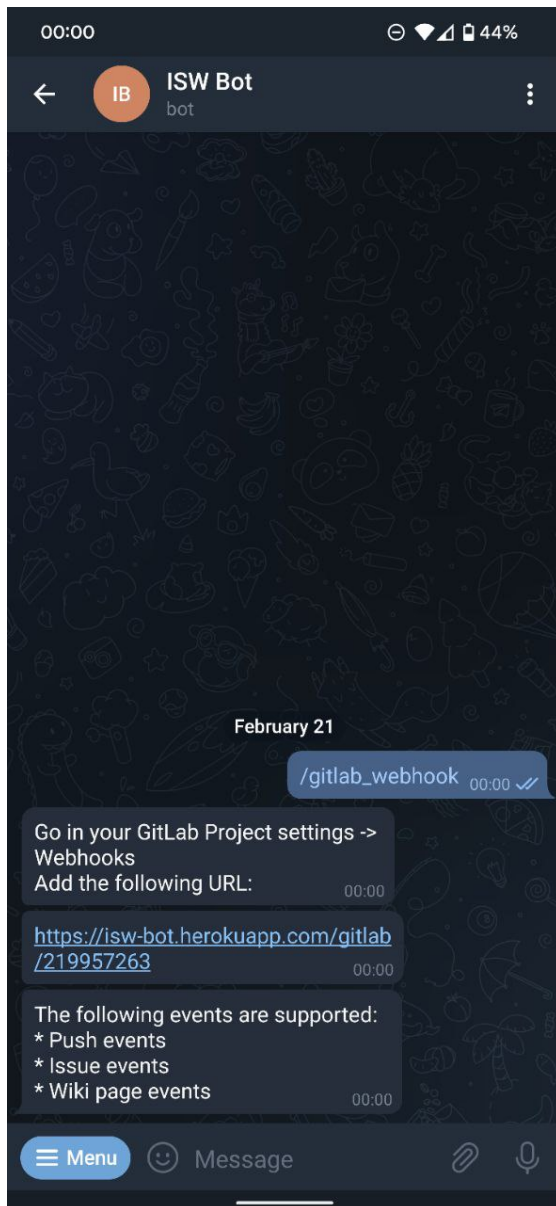 00:00
44%
IB
ISW Bot
bot
February 21
/gitlab_webhook 00:00
Go in your GitLab Project settings ->
Webhooks
Add the following URL: 00:00
https://isw-bot.herokuapp.com/gitlab
/219957263 00:00
The following events are supported:
* Push events
* Issue events
* Wiki page events 00:00
Menu
Message